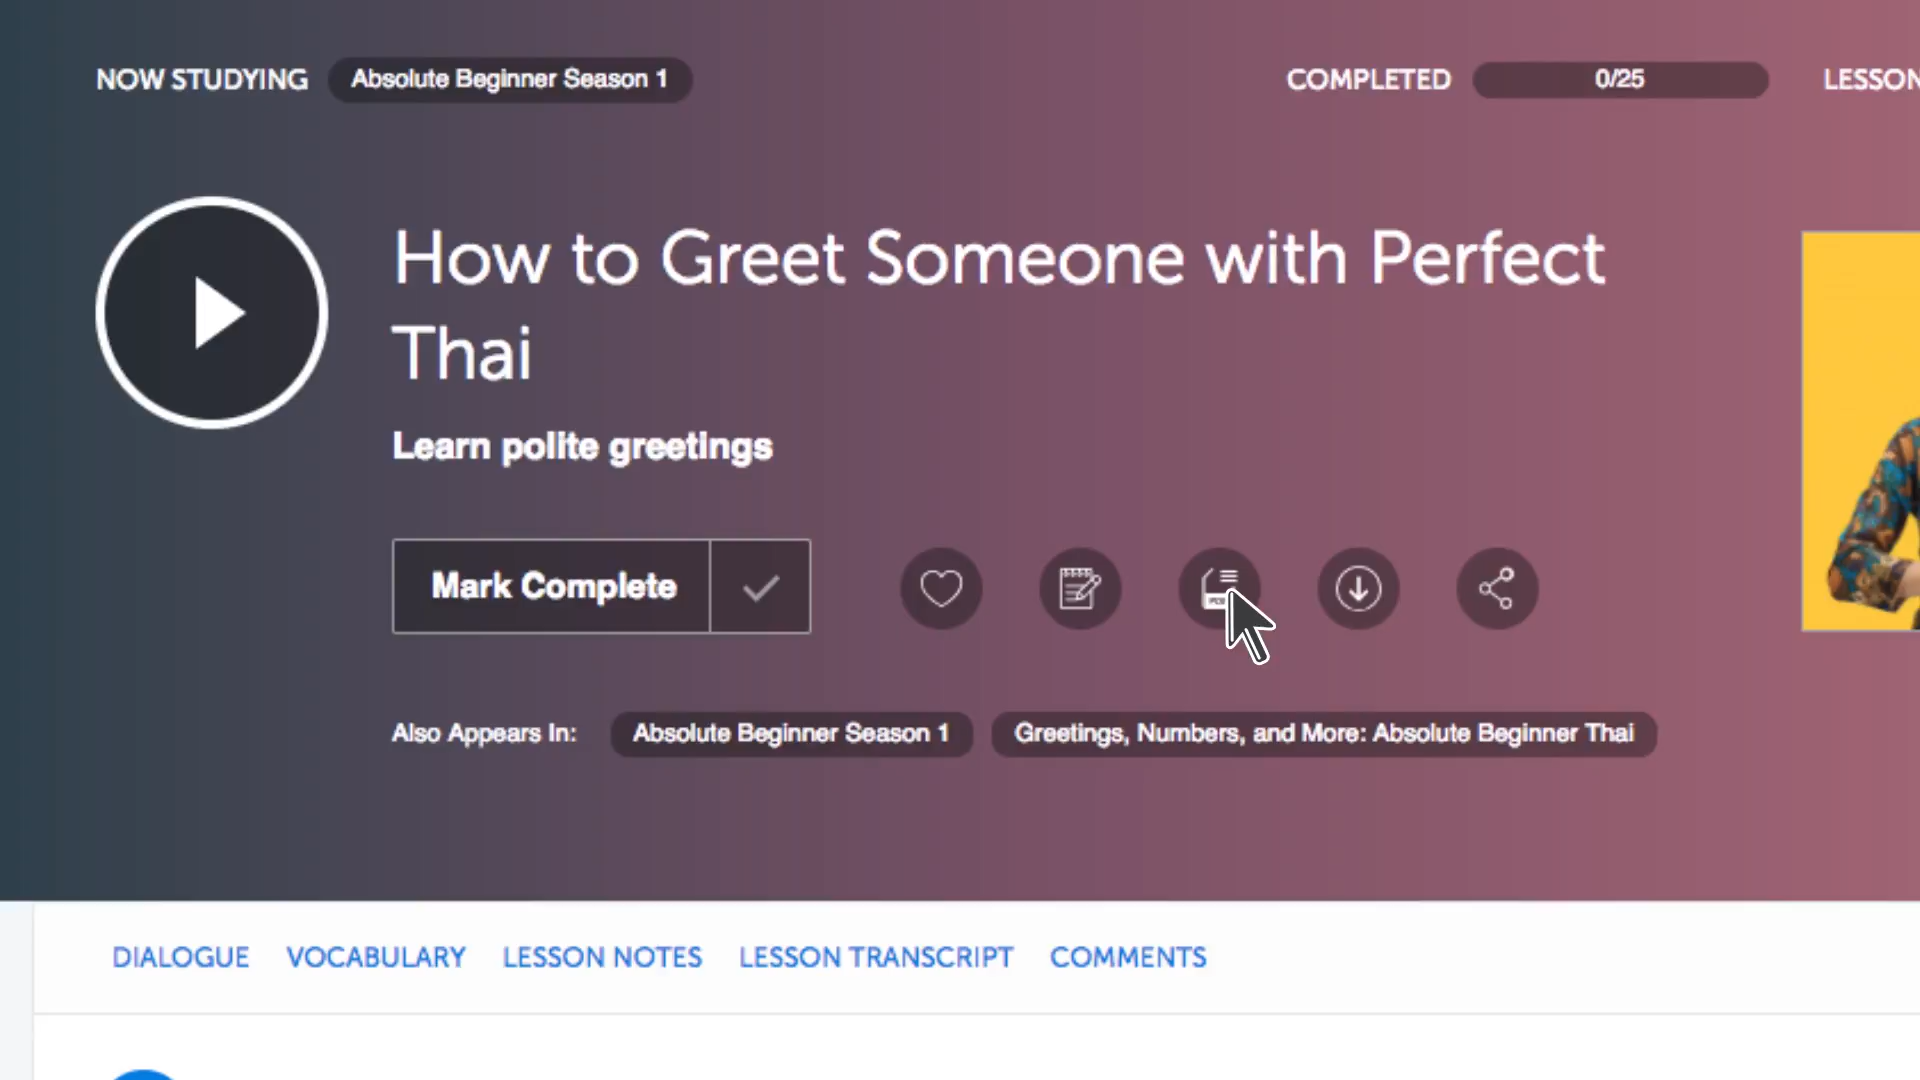 NOW STUDYING Absolute Beginner Season 1 COMPLETED 0/25 LESSON
How to Greet Someone with Perfect
Thai
Learn polite greetings
Mark Complete
Also Appears In: Absolute Beginner Season 1 Greetings, Numbers, and More: Absolute Beginner Thai
DIALOGUE VOCABULARY LESSON NOTES LESSON TRANSCRIPT COMMENTS